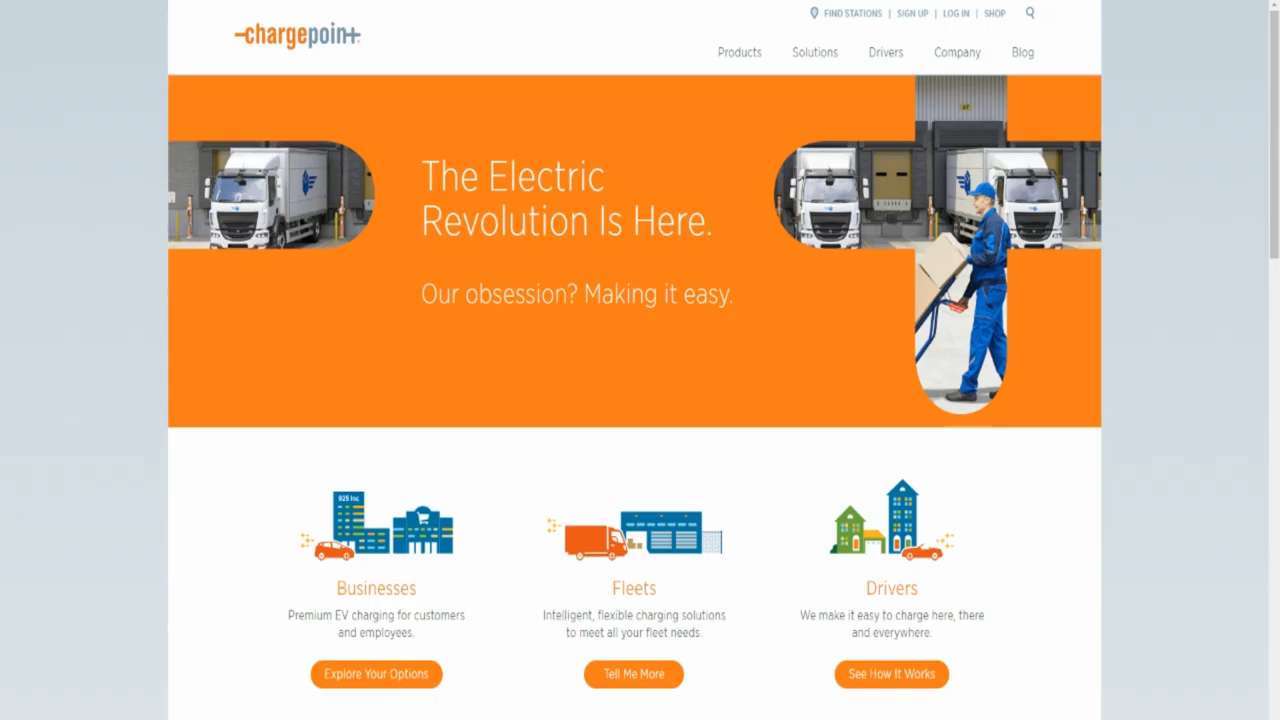 FIND STATIONS | SIGN UP | LOG IN | SHOP
chargepoint
Products Solutions Drivers Company Blog
The Electric
Revolution Is Here.
Our obsession? Making it easy.
925 Inc
Businesses
Premium EV charging for customers
and employees.
Explore Your Options
Fleets
Intelligent, flexible charging solutions
to meet all your fleet needs.
Tell Me More
Drivers
We make it easy to charge here, there
and everywhere.
See How It Works